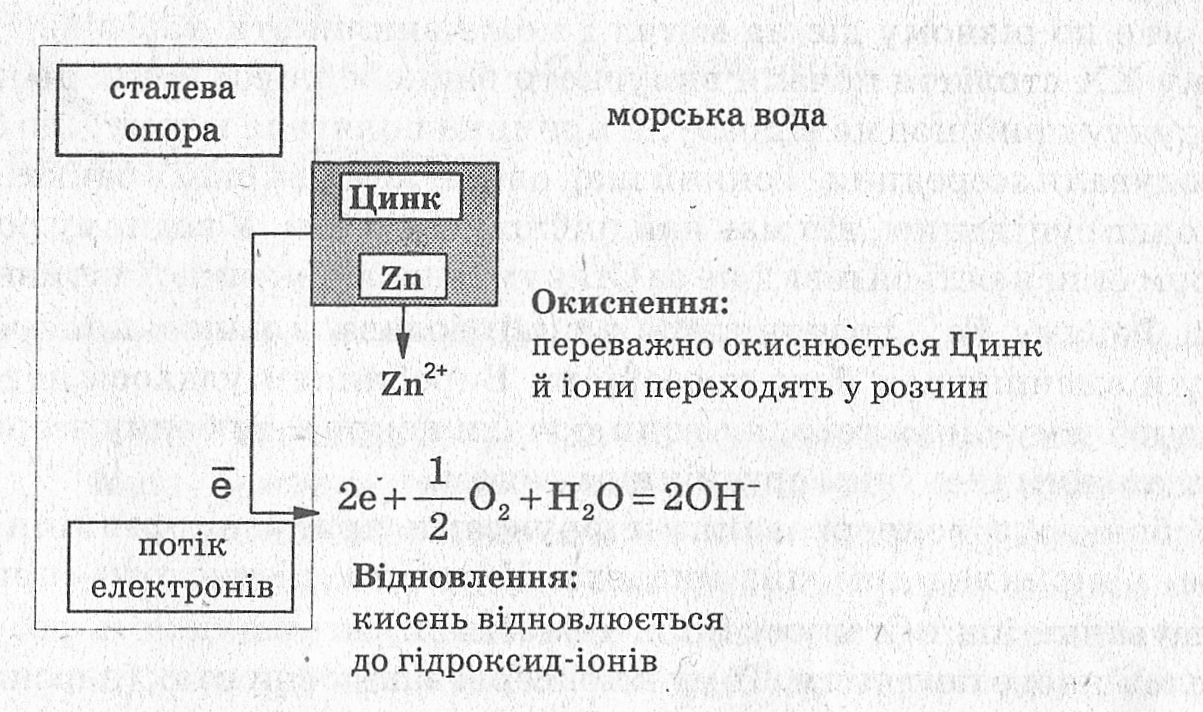 сталева
опора
морська вода
Цинк
Zn
Zn²⁺
Окиснення:
переважно окиснюється Цинк
й іони переходять у розчин
ē
2e + 1/2 O₂ + H₂O = 2OH⁻
потік
електронів
Відновлення:
кисень відновлюється
до гідроксид-іонів